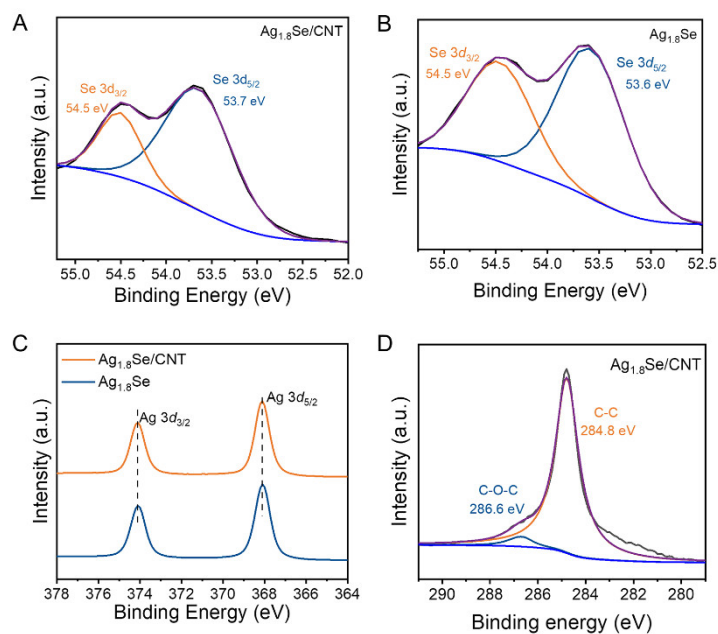 A
Ag1.8Se/CNT
Se 3d3/2
54.5 eV
Se 3d5/2
53.7 eV
Intensity (a.u.)
55.0 54.5 54.0 53.5 53.0 52.5 52.0
Binding Energy (eV)
B
Ag1.8Se
Se 3d3/2
54.5 eV
Se 3d5/2
53.6 eV
Intensity (a.u.)
55.0 54.5 54.0 53.5 53.0 52.5
Binding Energy (eV)
C
Ag1.8Se/CNT
Ag1.8Se
Ag 3d3/2
Ag 3d5/2
Intensity (a.u.)
378 376 374 372 370 368 366 364
Binding Energy (eV)
D
Ag1.8Se/CNT
C-C
284.8 eV
C-O-C
286.6 eV
Intensity (a.u.)
290 288 286 284 282 280
Binding energy (eV)